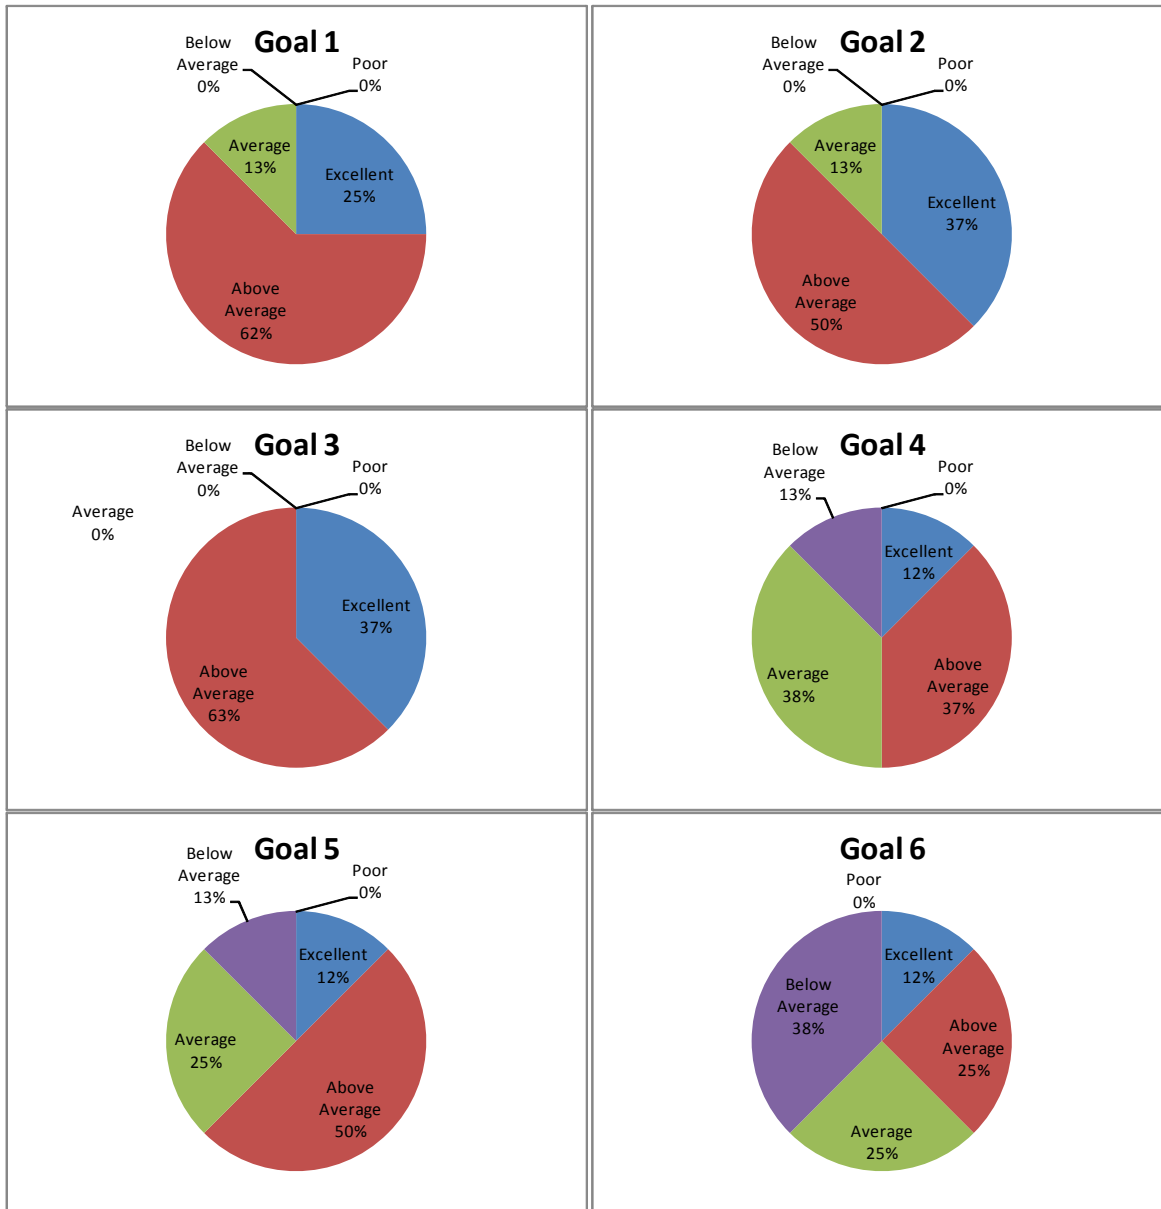 Goal 1
Below
Average
0%
Poor
0%
Average
13%
Excellent
25%
Above
Average
62%
Goal 2
Below
Average
0%
Poor
0%
Average
13%
Excellent
37%
Above
Average
50%
Goal 3
Below
Average
0%
Poor
0%
Average
0%
Excellent
37%
Above
Average
63%
Goal 4
Below
Average
13%
Poor
0%
Excellent
12%
Average
38%
Above
Average
37%
Goal 5
Below
Average
13%
Poor
0%
Excellent
12%
Average
25%
Above
Average
50%
Goal 6
Poor
0%
Excellent
12%
Below
Average
38%
Above
Average
25%
Average
25%